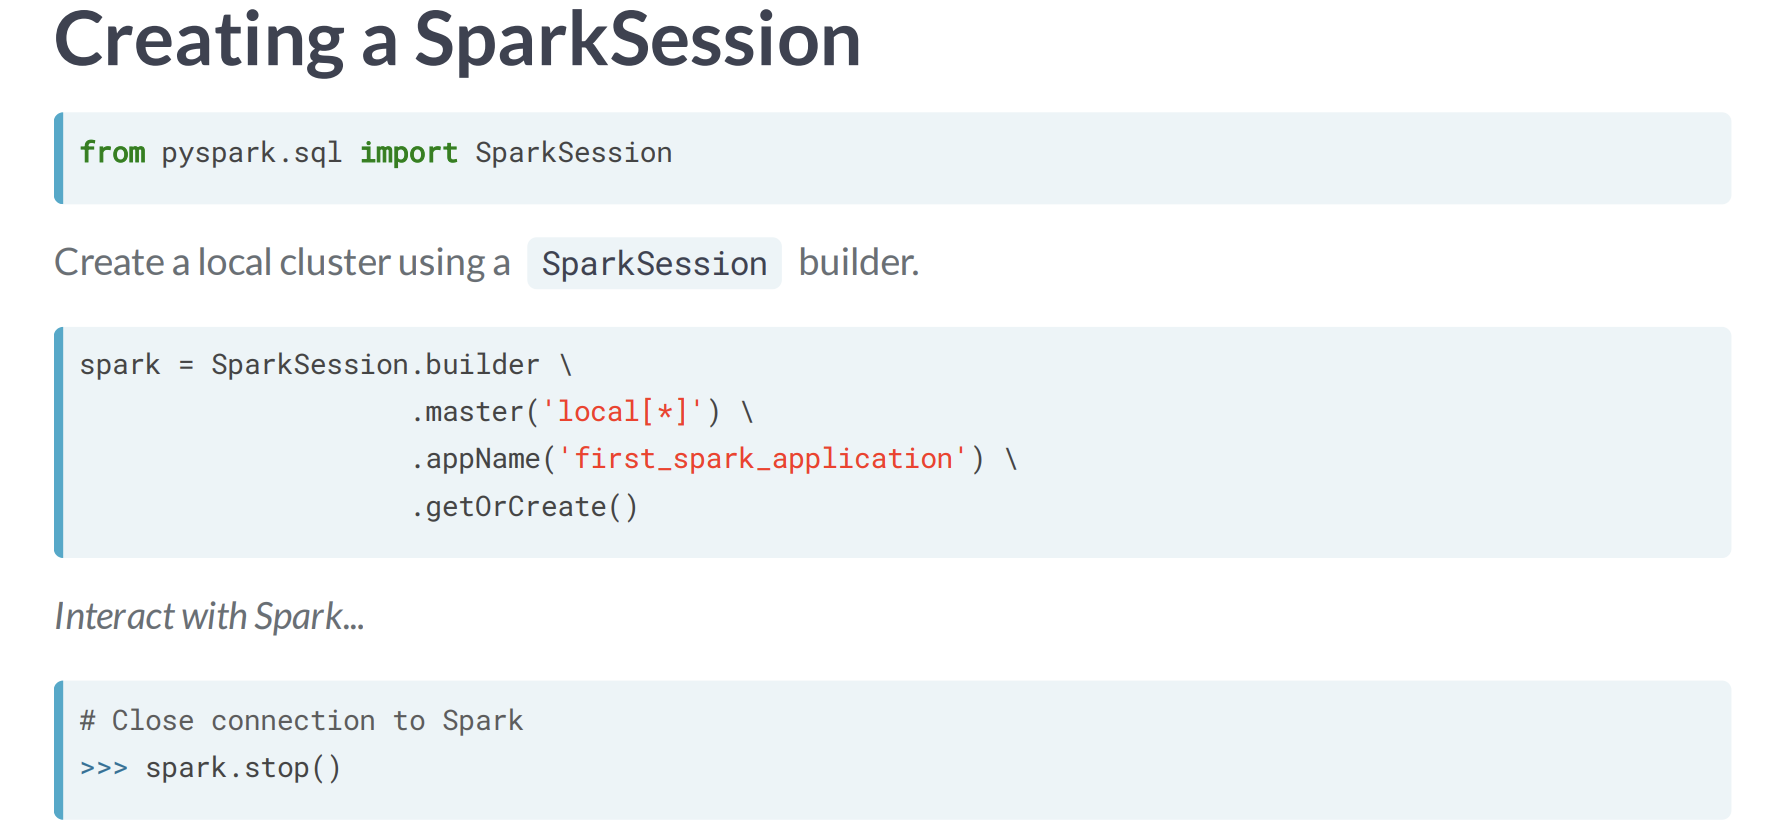 Creating a SparkSession
from pyspark.sql import SparkSession
Create a local cluster using a SparkSession builder.
spark = SparkSession.builder \
                    .master('local[*]') \
                    .appName('first_spark_application') \
                    .getOrCreate()
Interact with Spark...
# Close connection to Spark
>>> spark.stop()